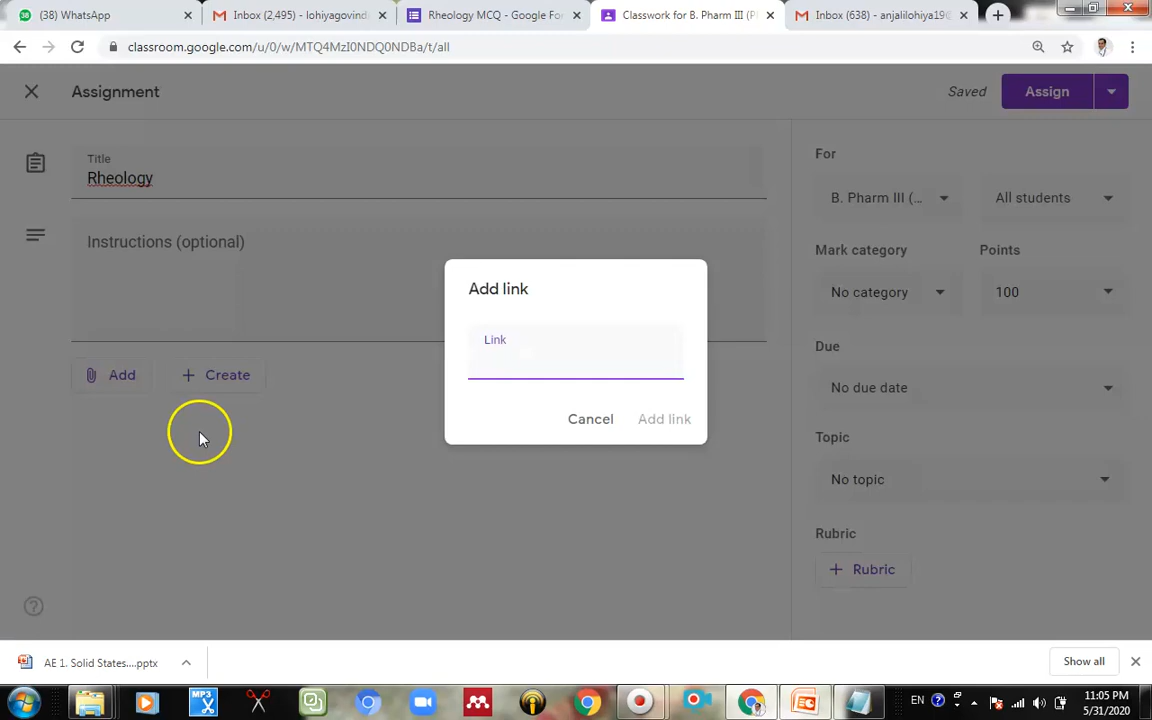 (38) WhatsApp
Inbox (2,495) - lohiyagovind
Rheology MCQ - Google Fo
Classwork for B. Pharm III (P
Inbox (638) - anjalilohiya19@
classroom.google.com/u/0/w/MTQ4MzI0NDQ0NDBa/t/all
Assignment
Saved
Assign
Title
Rheology
For
B. Pharm III (...
All students
Instructions (optional)
Mark category
Points
No category
100
Add link
Link
Cancel
Add link
Add
Create
Due
No due date
Topic
No topic
Rubric
Rubric
AE 1. Solid States....pptx
Show all
MP3
EN
11:05 PM
5/31/2020